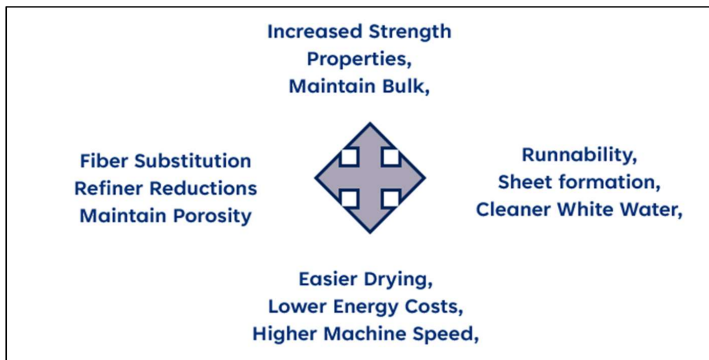 Increased Strength
Properties,
Maintain Bulk,
Fiber Substitution
Refiner Reductions
Maintain Porosity
Runnability,
Sheet formation,
Cleaner White Water,
Easier Drying,
Lower Energy Costs,
Higher Machine Speed,